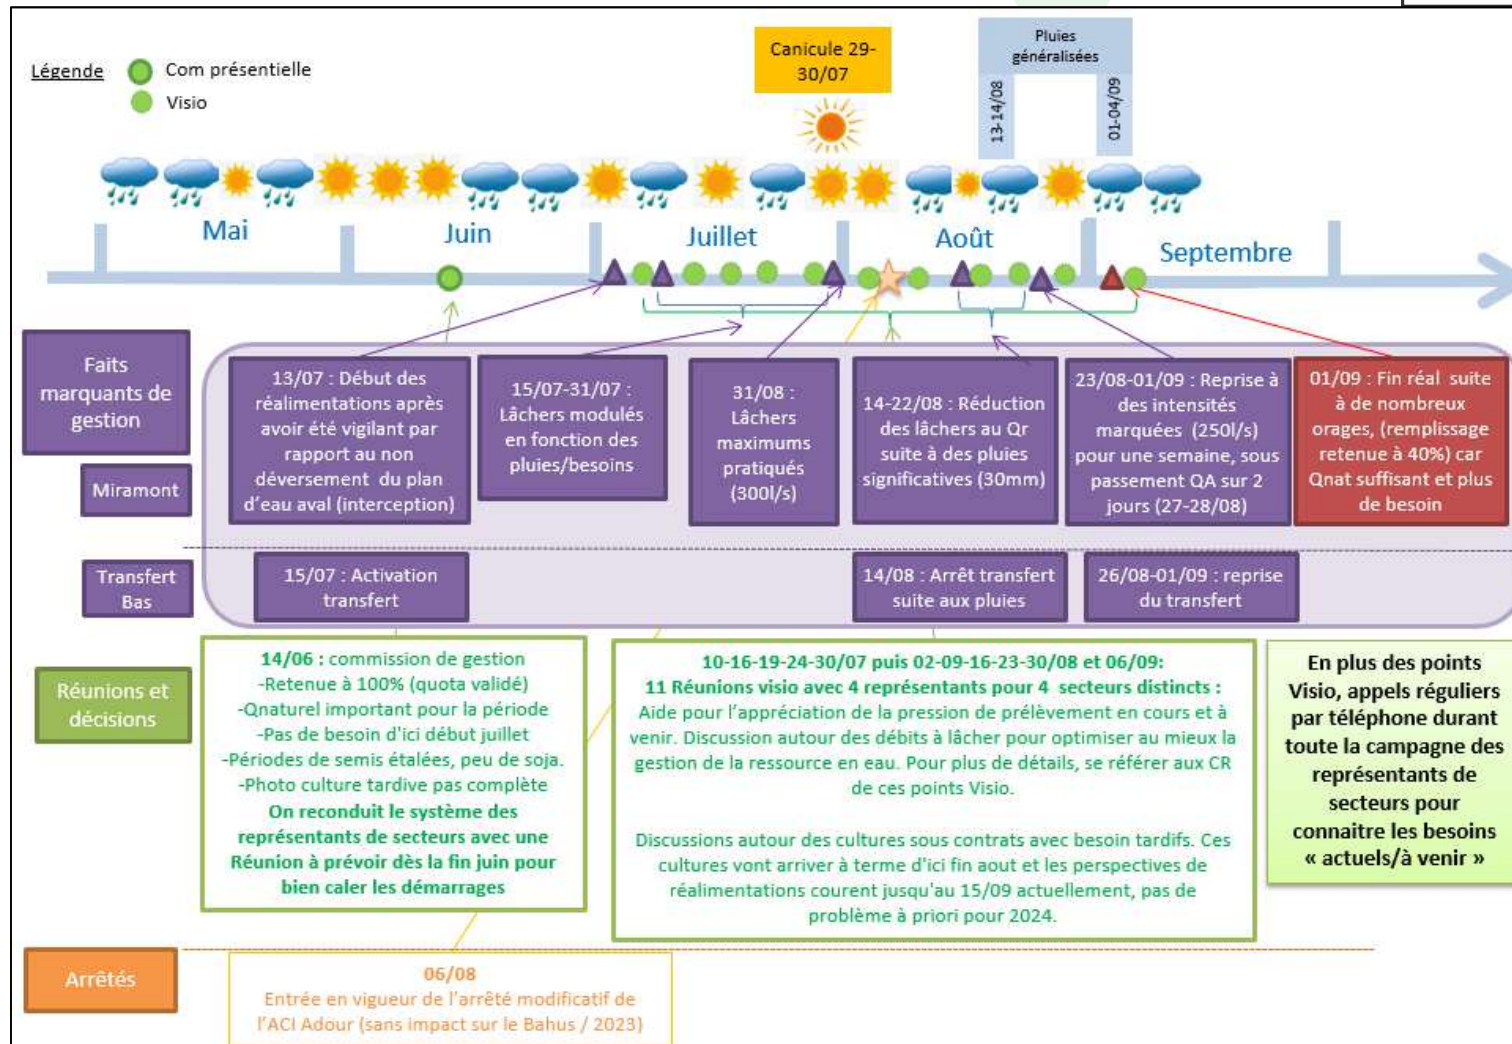 Légende
Com présentielle
Visio
Canicule 29-
30/07
Pluies
généralisées
13-14/08
01-04/09
Mai
Juin
Juillet
Août
Septembre
Faits
marquants de
gestion
Miramont
13/07 : Début des
réalimentations après
avoir été vigilant par
rapport au non
déversement du plan
d'eau aval (interception)
15/07-31/07 :
Lâchers modulés
en fonction des
pluies/besoins
31/08 :
Lâchers
maximums
pratiqués
(300l/s)
14-22/08 : Réduction
des lâchers au Qr
suite à des pluies
significatives (30mm)
23/08-01/09 : Reprise à
des intensités
marquées (250l/s)
pour une semaine, sous
passement QA sur 2
jours (27-28/08)
01/09 : Fin réal suite
à de nombreux
orages, (remplissage
retenue à 40%) car
Qnat suffisant et plus
de besoin
Transfert
Bas
15/07 : Activation
transfert
14/08 : Arrêt transfert
suite aux pluies
26/08-01/09 : reprise
du transfert
Réunions et
décisions
14/06 : commission de gestion
-Retenue à 100% (quota validé)
-Qnaturel important pour la période
-Pas de besoin d'ici début juillet
-Périodes de semis étalées, peu de soja.
-Photo culture tardive pas complète
On reconduit le système des
représentants de secteurs avec une
Réunion à prévoir dès la fin juin pour
bien caler les démarrages
10-16-19-24-30/07 puis 02-09-16-23-30/08 et 06/09:
11 Réunions visio avec 4 représentants pour 4 secteurs distincts :
Aide pour l'appréciation de la pression de prélèvement en cours et à
venir. Discussion autour des débits à lâcher pour optimiser au mieux la
gestion de la ressource en eau. Pour plus de détails, se référer aux CR
de ces points Visio.
Discussions autour des cultures sous contrats avec besoin tardifs. Ces
cultures vont arriver à terme d'ici fin aout et les perspectives de
réalimentations courent jusqu'au 15/09 actuellement, pas de
problème à priori pour 2024.
En plus des points
Visio, appels réguliers
par téléphone durant
toute la campagne des
représentants de
secteurs pour
connaitre les besoins
« actuels/à venir »
Arrêtés
06/08
Entrée en vigueur de l'arrêté modificatif de
l'ACI Adour (sans impact sur le Bahus / 2023)